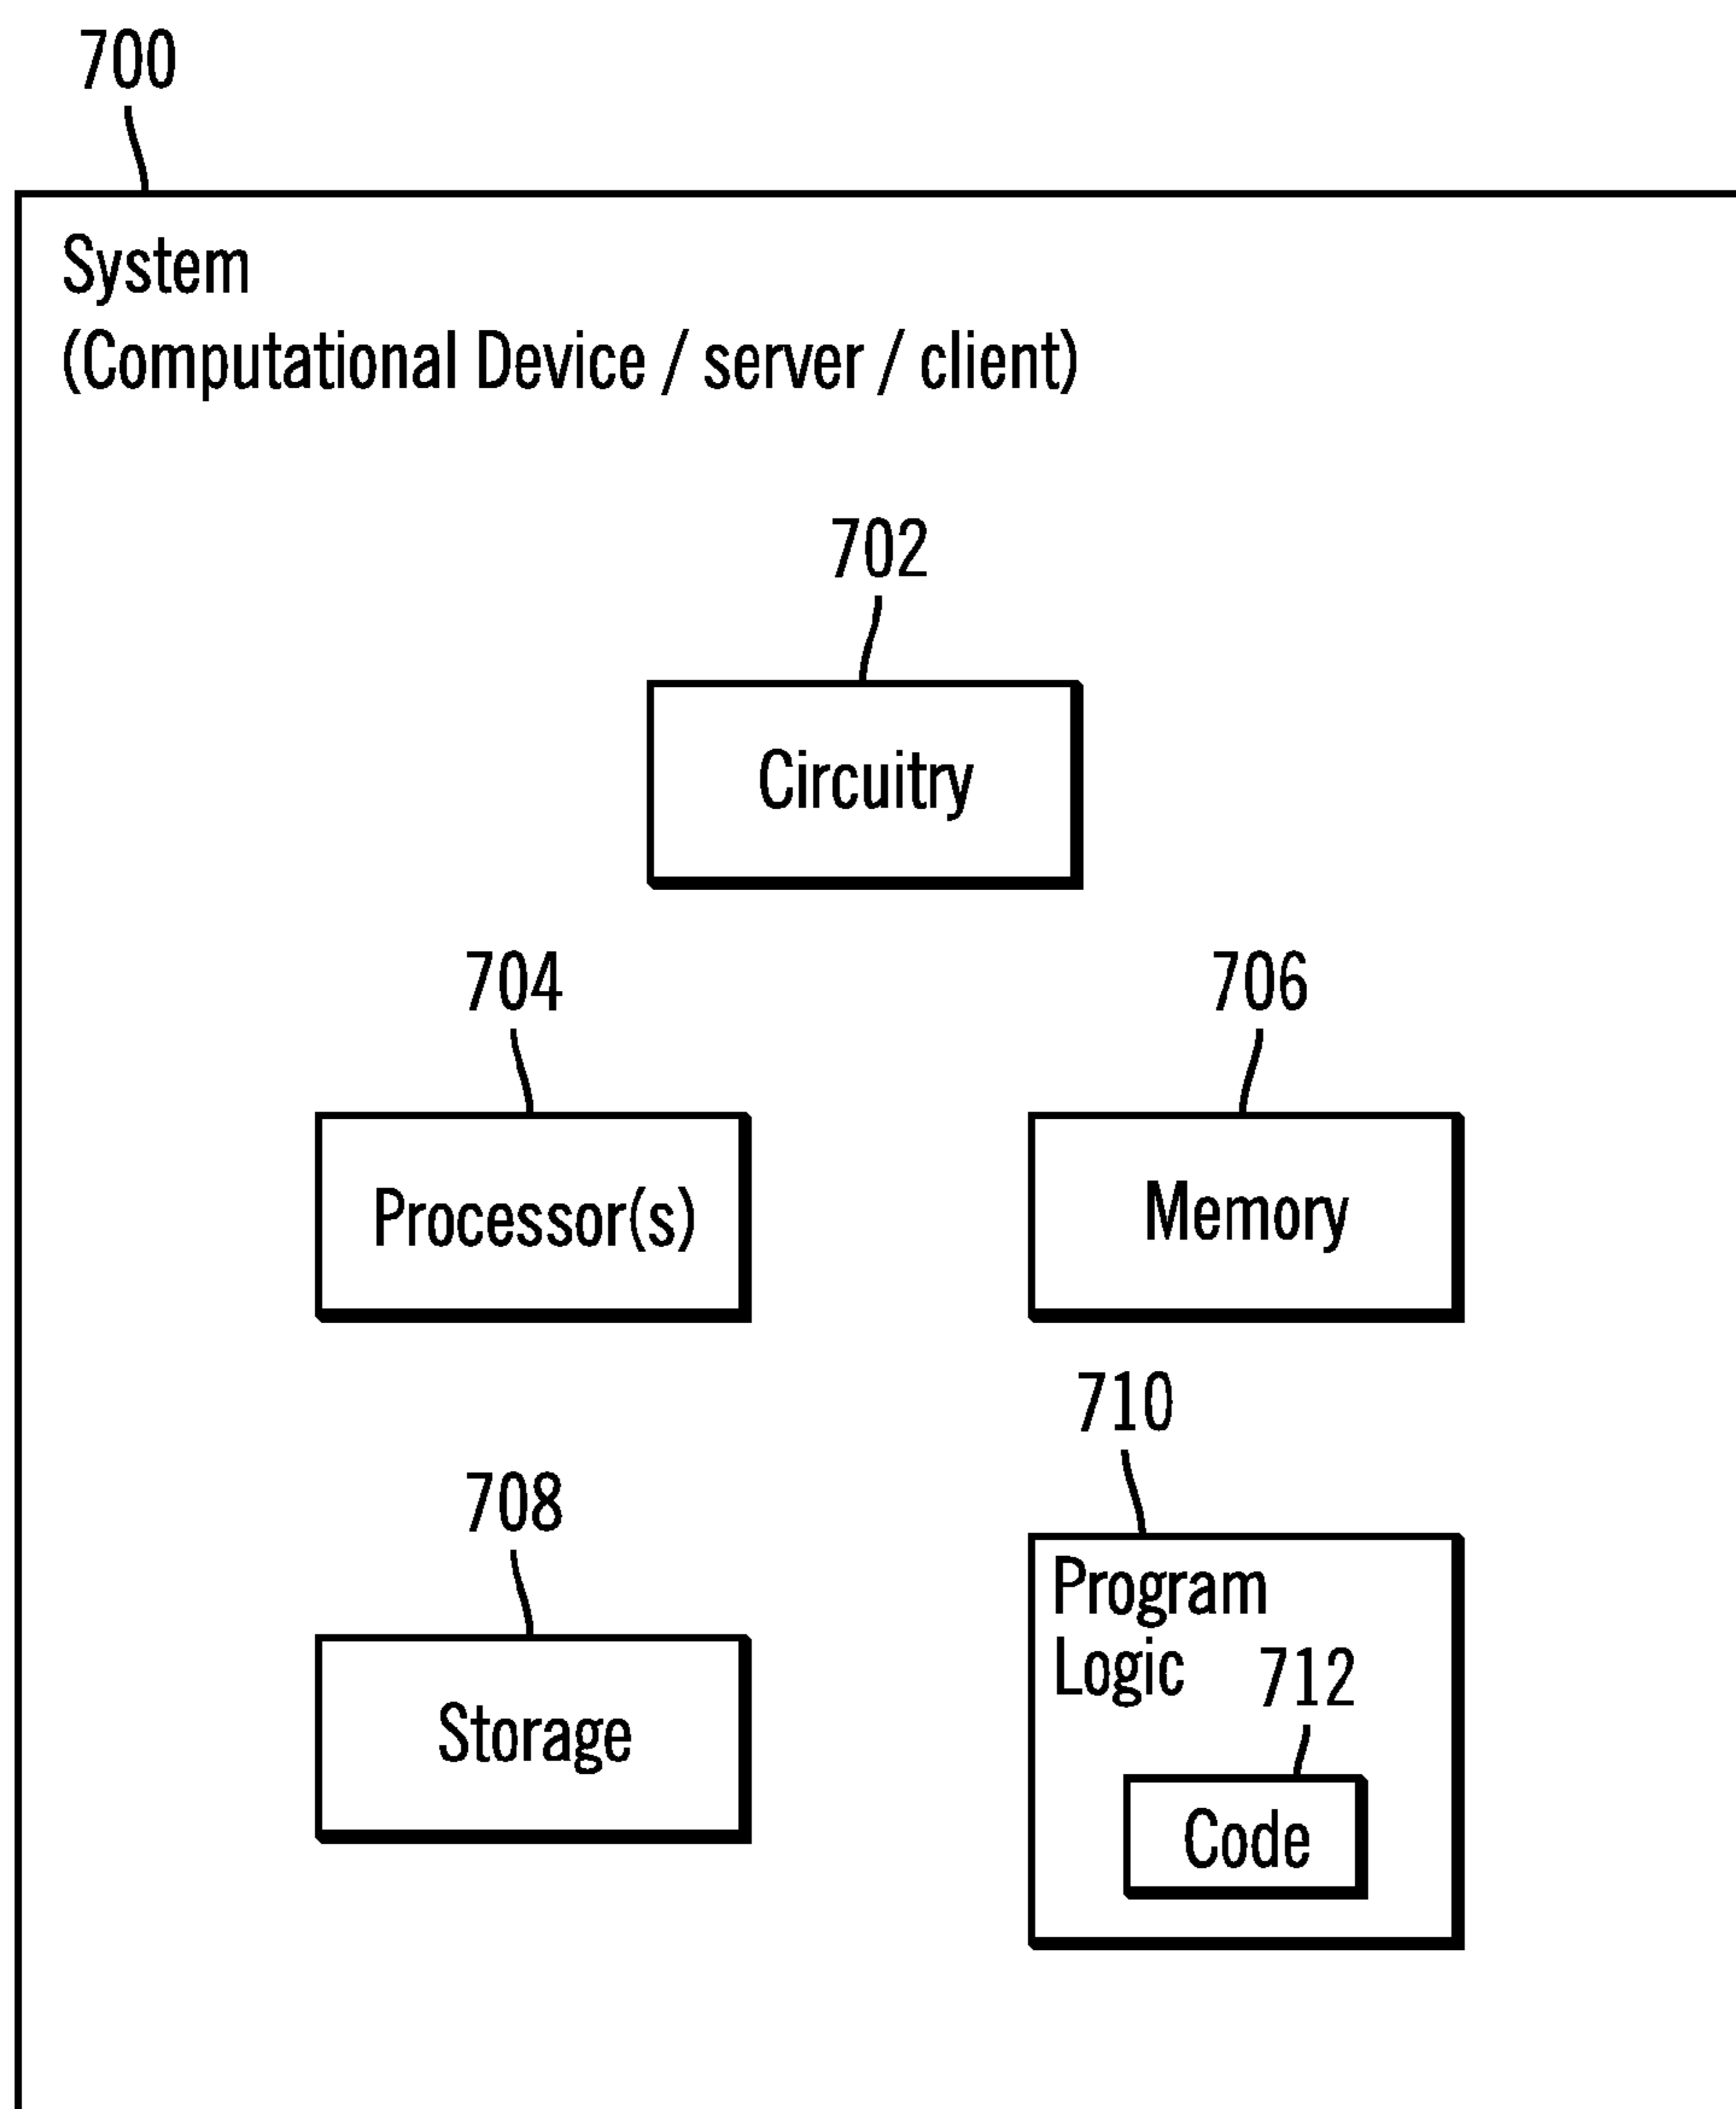 700
System
(Computational Device / server / client)
702
Circuitry
704
706
Processor(s)
Memory
710
708
Program
Logic
712
Storage
Code